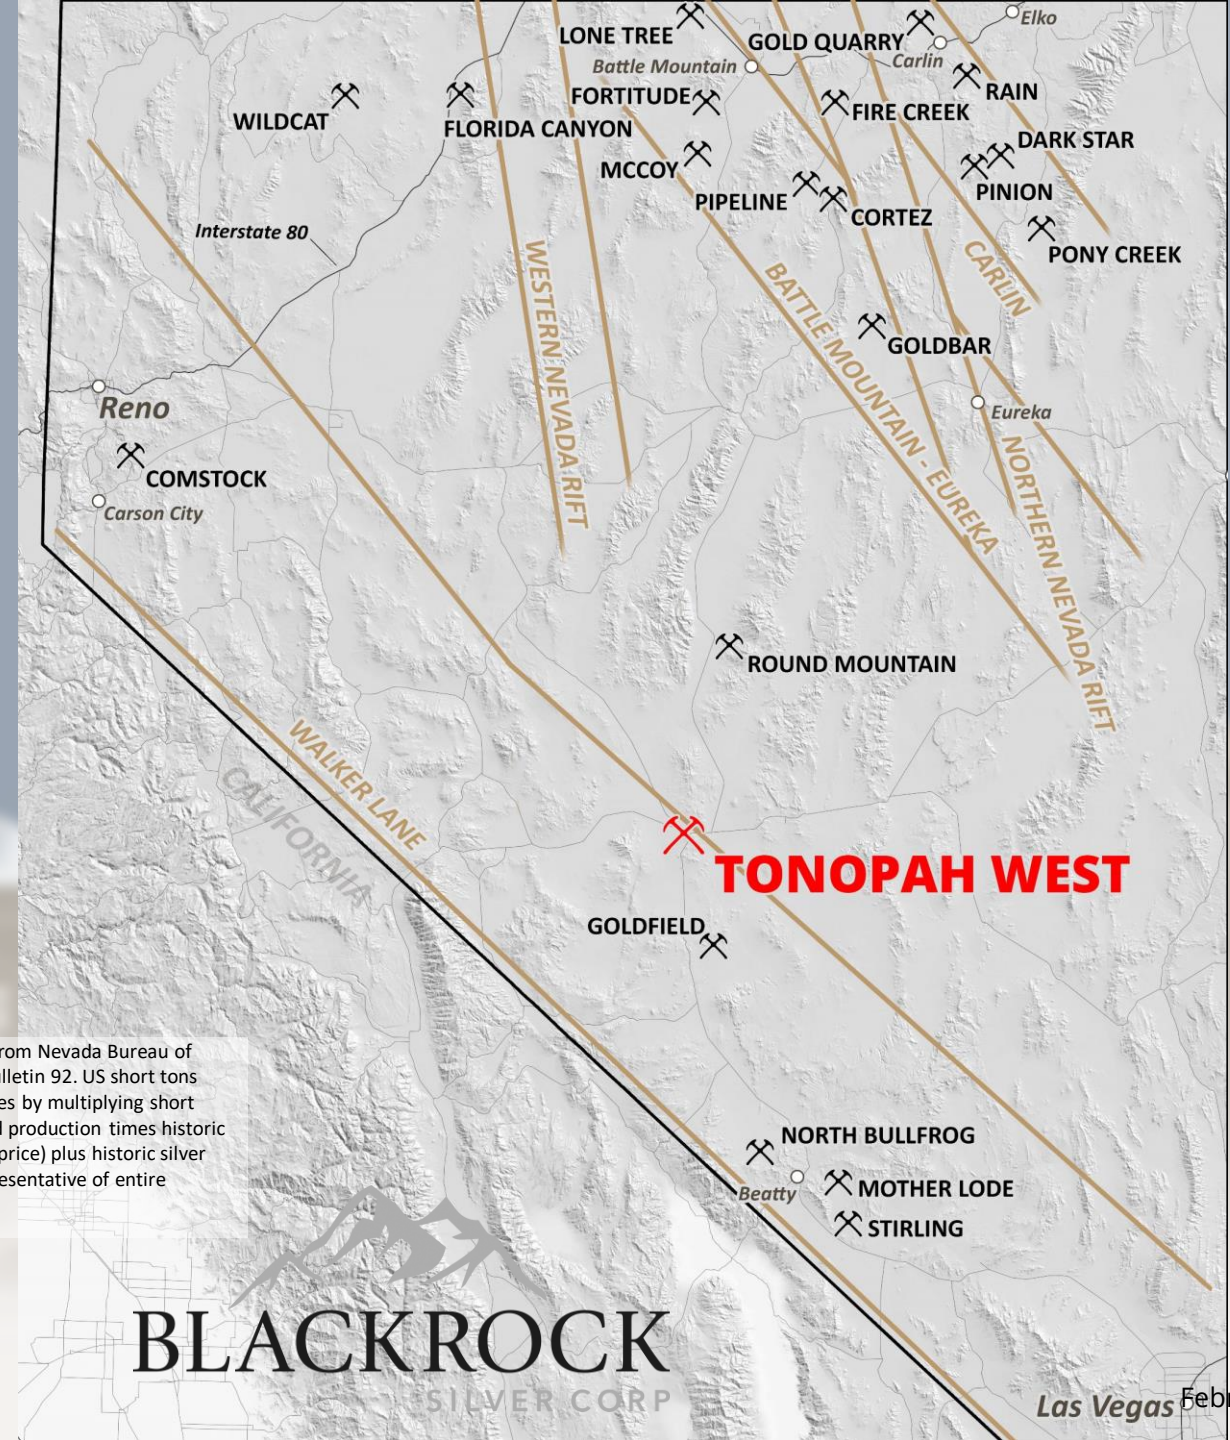 Elko
LONE TREE
GOLD QUARRY
Carlin
Battle Mountain
RAIN
FORTITUDE
FIRE CREEK
WILDCAT
FLORIDA CANYON
DARK STAR
MCCOY
PINION
PIPELINE
CORTEZ
Interstate 80
PONY CREEK
CARLIN
WESTERN NEVADA RIFT
BATTLE MOUNTAIN - EUREKA
GOLDBAR
Reno
Eureka
COMSTOCK
Carson City
NORTHERN NEVADA RIFT
ROUND MOUNTAIN
WALKER LANE
CALIFORNIA
TONOPAH WEST
GOLDFIELD
rom Nevada Bureau of
lletin 92. US short tons
es by multiplying short
production times historic
price) plus historic silver
esentative of entire
NORTH BULLFROG
Beatty
MOTHER LODE
STIRLING
BLACKROCK
SILVER CORP
Las Vegas
Feb